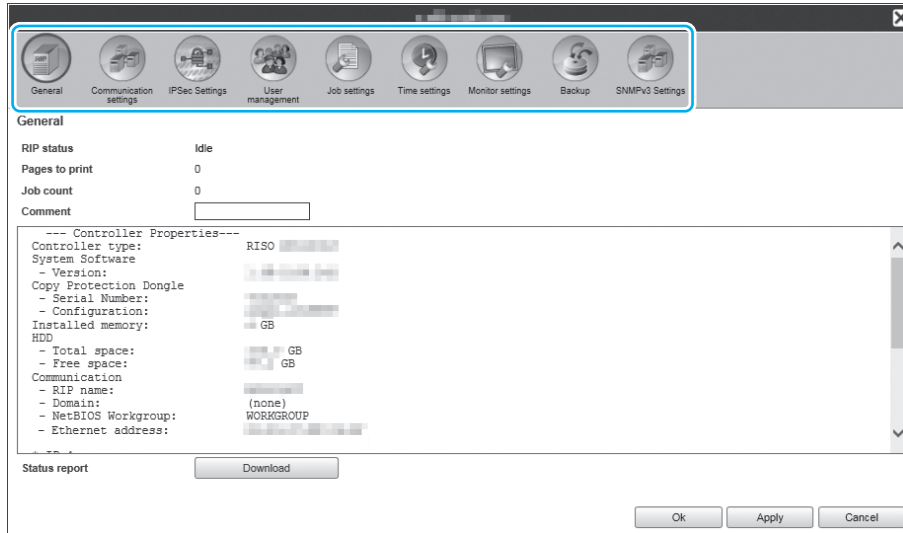 General
Communication settings
IPSec Settings
User management
Job settings
Time settings
Monitor settings
Backup
SNMPv3 Settings
General
RIP status Idle
Pages to print 0
Job count 0
Comment
--- Controller Properties---
Controller type: RISO
System Software
- Version:
Copy Protection Dongle
- Serial Number:
- Configuration:
Installed memory: GB
HDD
- Total space: GB
- Free space: GB
Communication
- RIP name:
- Domain: (none)
- NetBIOS Workgroup: WORKGROUP
- Ethernet address:
Status report Download
Ok Apply Cancel